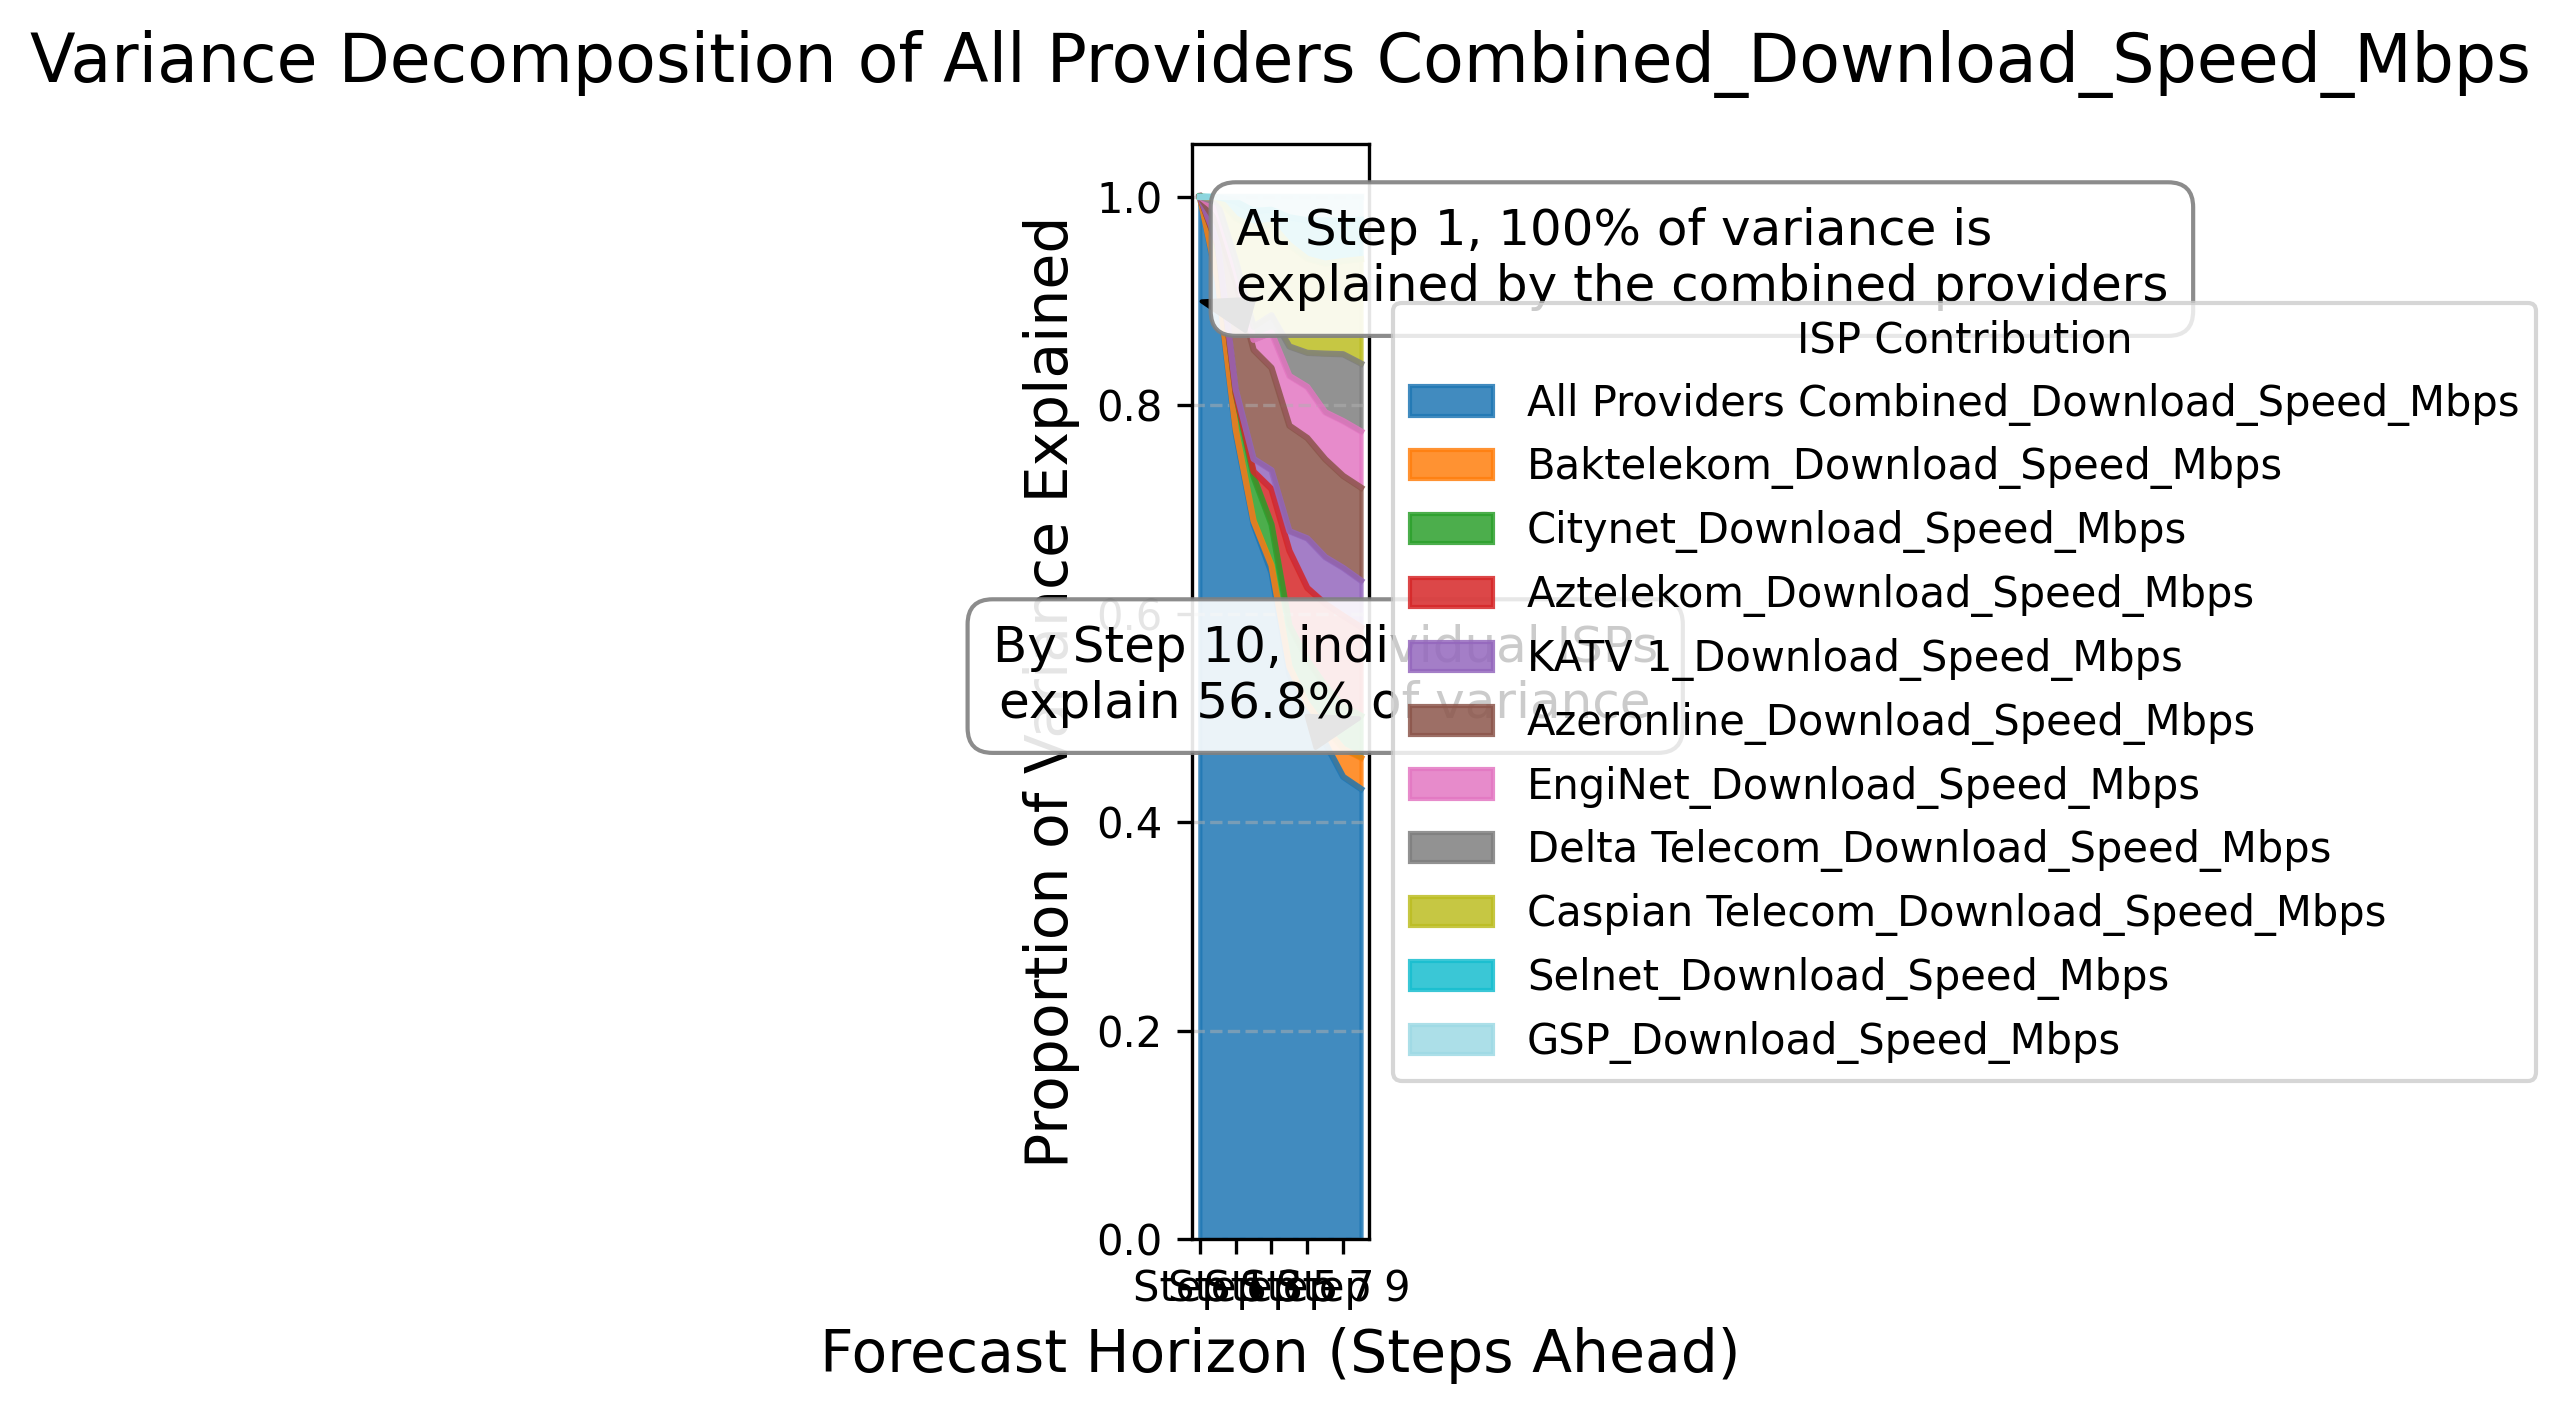 Variance Decomposition of All Providers Combined_Download_Speed_Mbps
Proportion of Variance Explained
1.0
0.8
0.6
0.4
0.2
0.0
At Step 1, 100% of variance is
explained by the combined providers
By Step 10, individual ISPs
explain 56.8% of variance
ISP Contribution
All Providers Combined_Download_Speed_Mbps
Baktelekom_Download_Speed_Mbps
Citynet_Download_Speed_Mbps
Aztelekom_Download_Speed_Mbps
KATV 1_Download_Speed_Mbps
Azeronline_Download_Speed_Mbps
EngiNet_Download_Speed_Mbps
Delta Telecom_Download_Speed_Mbps
Caspian Telecom_Download_Speed_Mbps
Selnet_Download_Speed_Mbps
GSP_Download_Speed_Mbps
Step 7 9
Forecast Horizon (Steps Ahead)